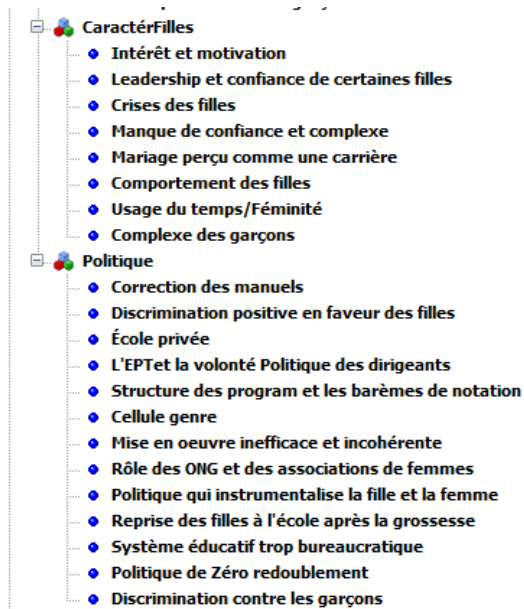 CaractérFilles
Intérêt et motivation
Leadership et confiance de certaines filles
Crises des filles
Manque de confiance et complexe
Mariage perçu comme une carrière
Comportement des filles
Usage du temps/Féminité
Complexe des garçons
Politique
Correction des manuels
Discrimination positive en faveur des filles
École privée
L'EPTet la volonté Politique des dirigeants
Structure des program et les barèmes de notation
Cellule genre
Mise en oeuvre inefficace et incohérente
Rôle des ONG et des associations de femmes
Politique qui instrumentalise la fille et la femme
Reprise des filles à l'école après la grossesse
Système éducatif trop bureaucratique
Politique de Zéro redoublement
Discrimination contre les garçons